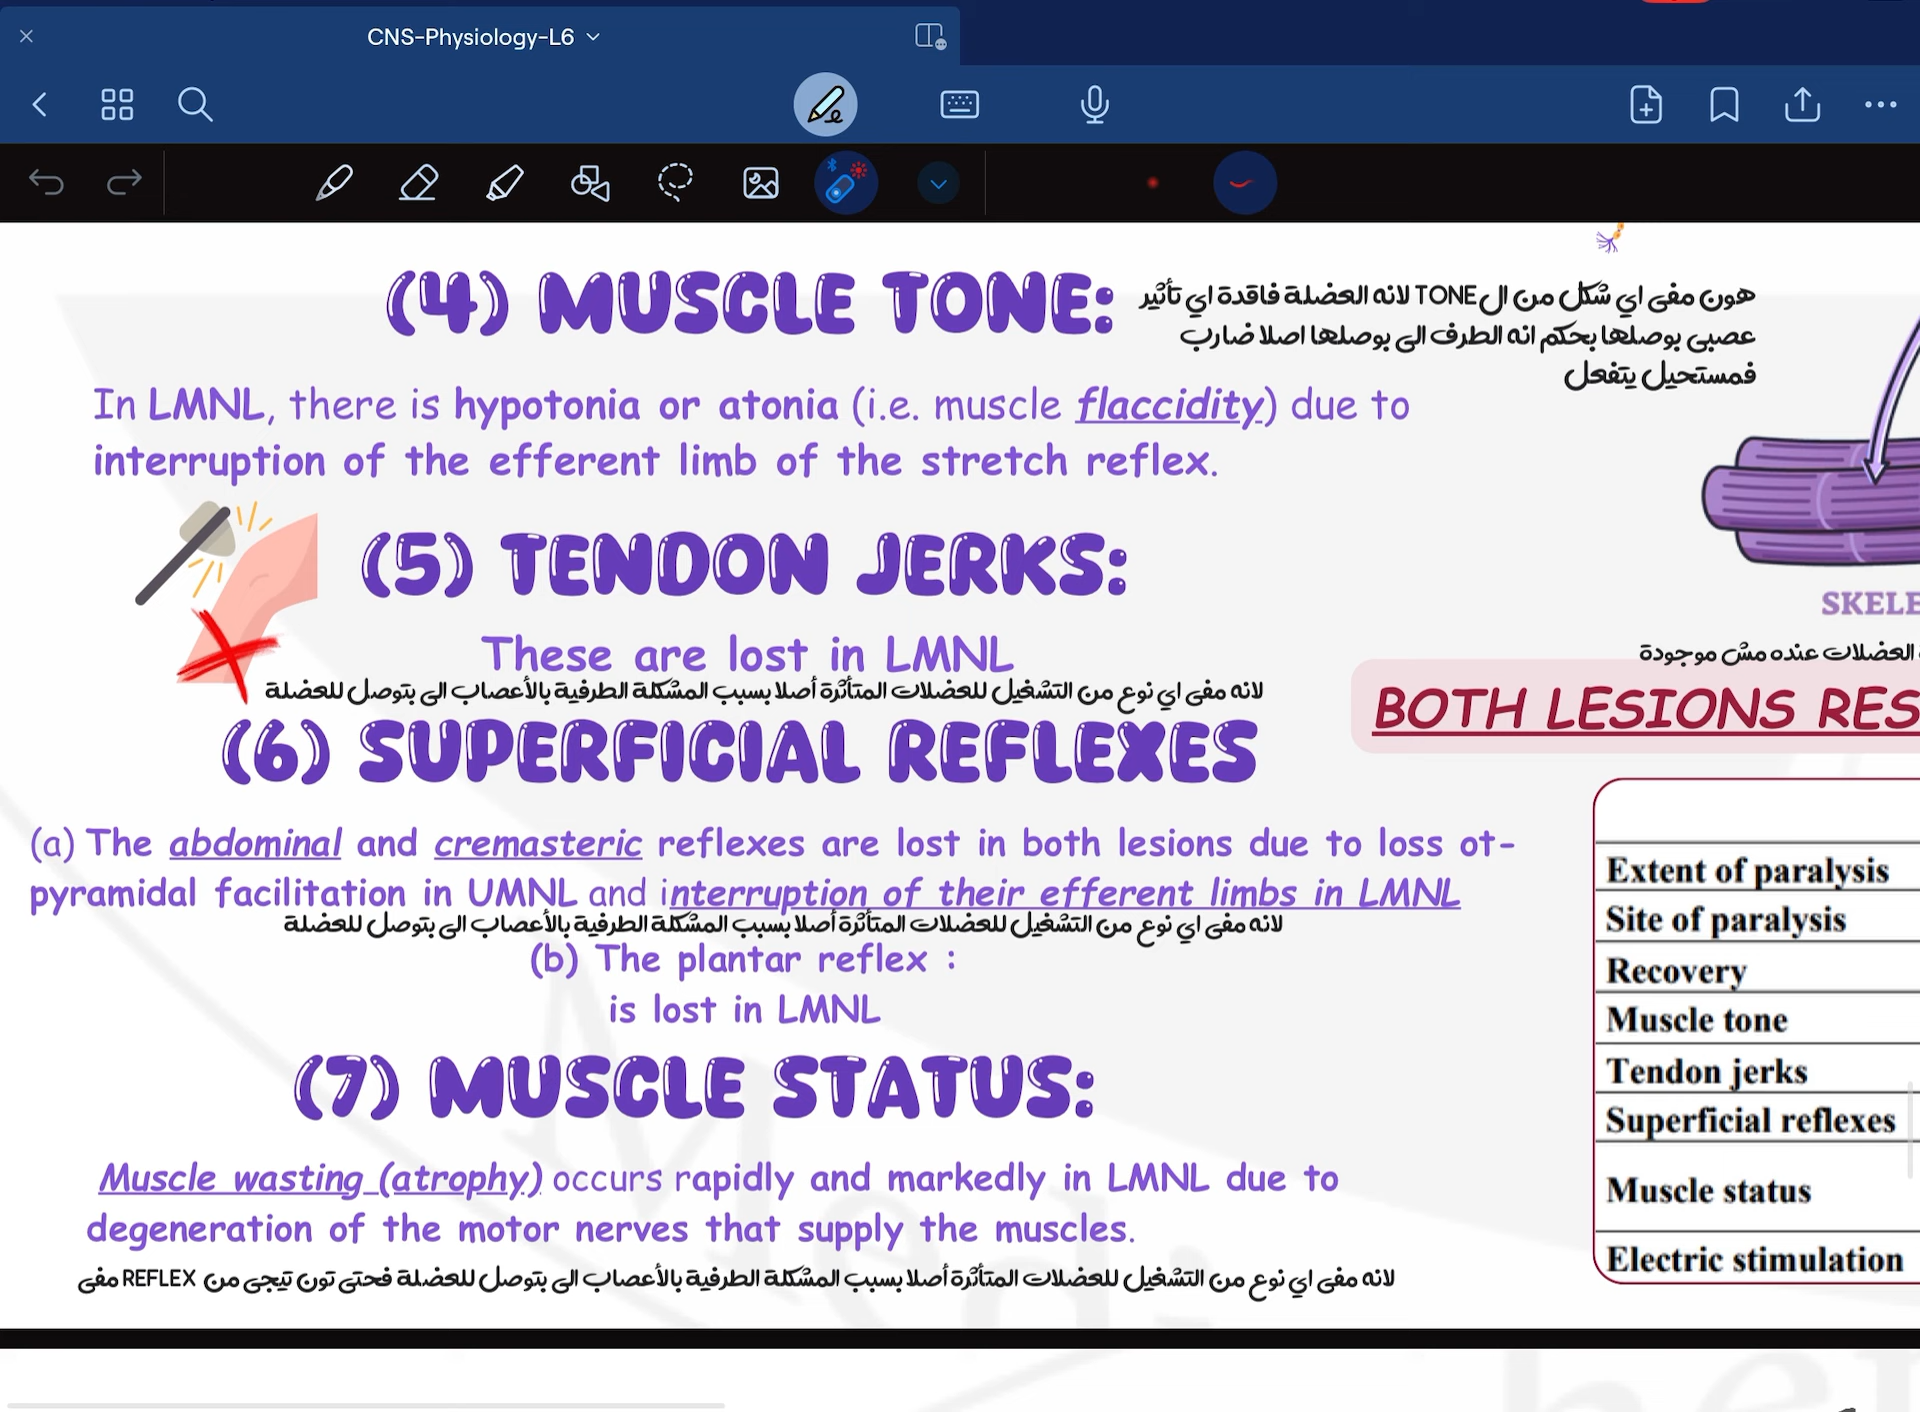 CNS-Physiology-L6
(4) MUSCLE TONE:
هون مفي اي شكل من ال TONE لانه العضلة فاقدة اي تأثير
عصبي بوصلها بحكم انه الطرف الي بوصلها اصلا ضارب
فمستحيل يتفعل
In LMNL, there is hypotonia or atonia (i.e. muscle flaccidity) due to
interruption of the efferent limb of the stretch reflex.
(5) TENDON JERKS:
These are lost in LMNL
لانه مفي اي نوع من التشغيل للعضلات المتأثرة أصلا بسبب المشكلة الطرفية بالأعصاب الي بتوصل للعضلة
(6) SUPERFICIAL REFLEXES
(a) The abdominal and cremasteric reflexes are lost in both lesions due to loss ot-
pyramidal facilitation in UMNL and interruption of their efferent limbs in LMNL
لانه مفي اي نوع من التشغيل للعضلات المتأثرة أصلا بسبب المشكلة الطرفية بالأعصاب الي بتوصل للعضلة
(b) The plantar reflex :
is lost in LMNL
(7) MUSCLE STATUS:
Muscle wasting (atrophy) occurs rapidly and markedly in LMNL due to
degeneration of the motor nerves that supply the muscles.
لانه مفي اي نوع من التشغيل للعضلات المتأثرة أصلا بسبب المشكلة الطرفية بالأعصاب الي بتوصل للعضلة فحتى تون تيجي من REFLEX مفي
SKELE
العضلات عنده مش موجودة
BOTH LESIONS RES
Extent of paralysis
Site of paralysis
Recovery
Muscle tone
Tendon jerks
Superficial reflexes
Muscle status
Electric stimulation